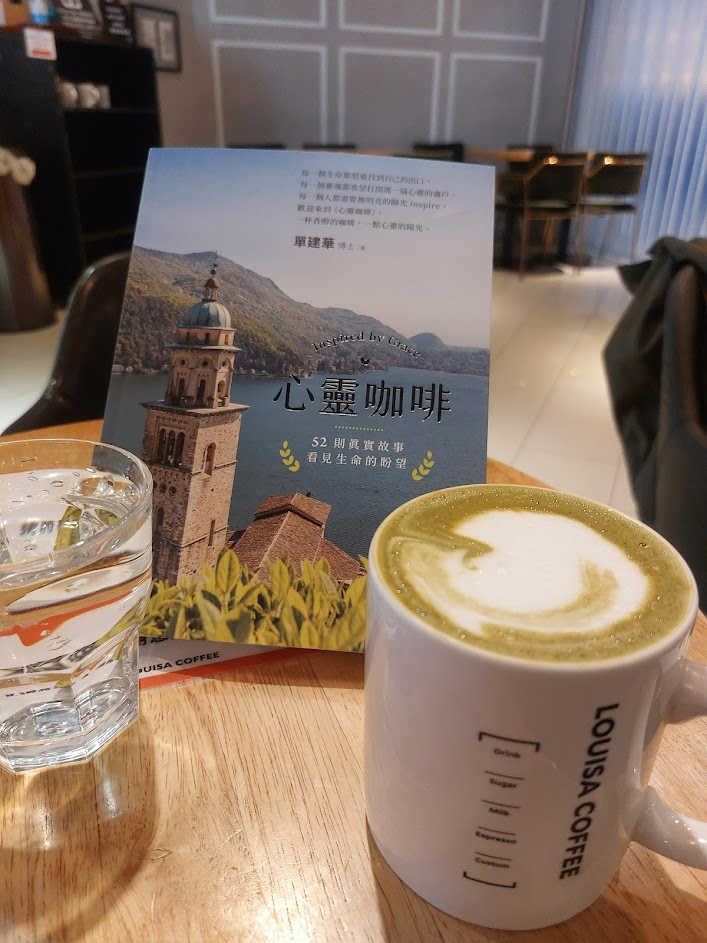 每一個生命都想要找到自己的出口,
每一個靈魂都希望打開那一扇心靈的窗戶。
每一個人都需要被明亮的陽光 inspire。
歡迎來到《心靈咖啡》:
一杯香醇的咖啡,一點心靈的陽光。
單建華 博士 著
Inspired by Grace
心靈咖啡
52 則真實故事
看見生命的盼望
LOUISA COFFEE
LOUISA COFFEE
Drink
Sugar
Milk
Espresso
Custom